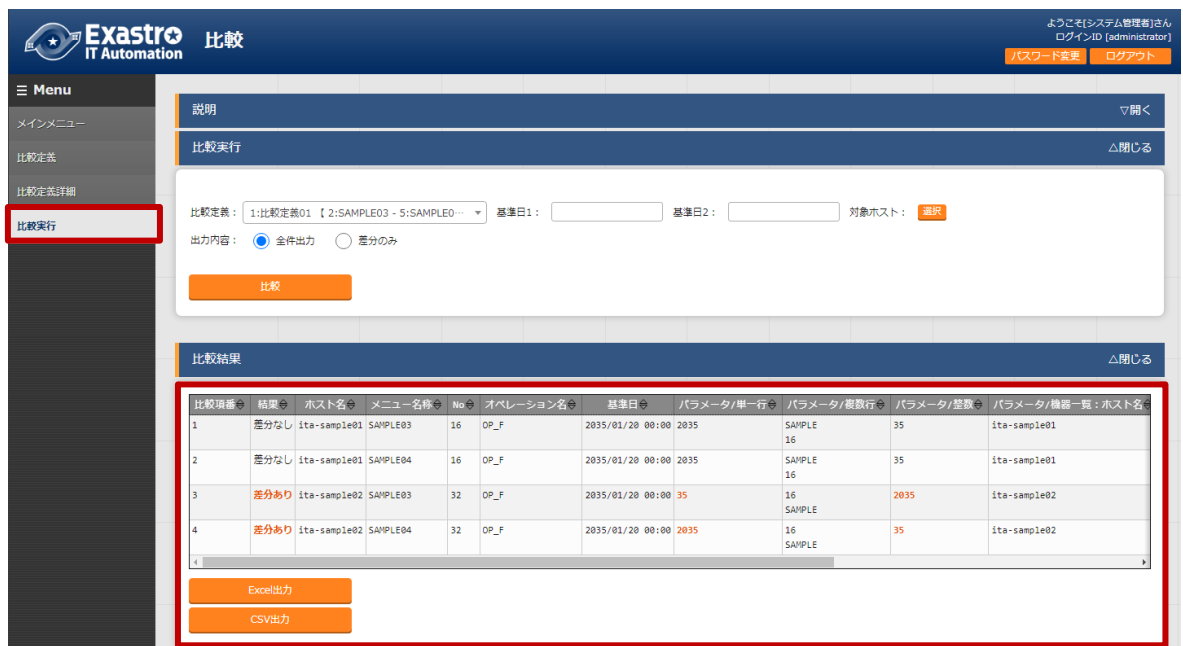 Exastro
IT Automation
比較
ようこそ[システム管理者]さん
ログインID [administrator]
パスワード変更 ログアウト
☰ Menu
メインメニュー
比較定義
比較定義詳細
比較実行
説明 ▽開く
比較実行 △閉じる
比較定義： 1:比較定義01 【 2:SAMPLE03 - 5:SAMPLE0… 基準日1： 基準日2： 対象ホスト： 選択
出力内容： 全件出力 差分のみ
比較
比較結果 △閉じる
比較項番 結果 ホスト名 メニュー名称 No オペレーション名 基準日 パラメータ/単一行 パラメータ/複数行 パラメータ/整数 パラメータ/機器一覧：ホスト名
1 差分なし ita-sample01 SAMPLE03 16 OP_F 2035/01/20 00:00 2035 SAMPLE 35 ita-sample01
16
2 差分なし ita-sample01 SAMPLE04 16 OP_F 2035/01/20 00:00 2035 SAMPLE 35 ita-sample01
16
3 差分あり ita-sample02 SAMPLE03 32 OP_F 2035/01/20 00:00 35 16 2035 ita-sample02
SAMPLE
4 差分あり ita-sample02 SAMPLE04 32 OP_F 2035/01/20 00:00 2035 16 35 ita-sample02
SAMPLE
Excel出力
CSV出力